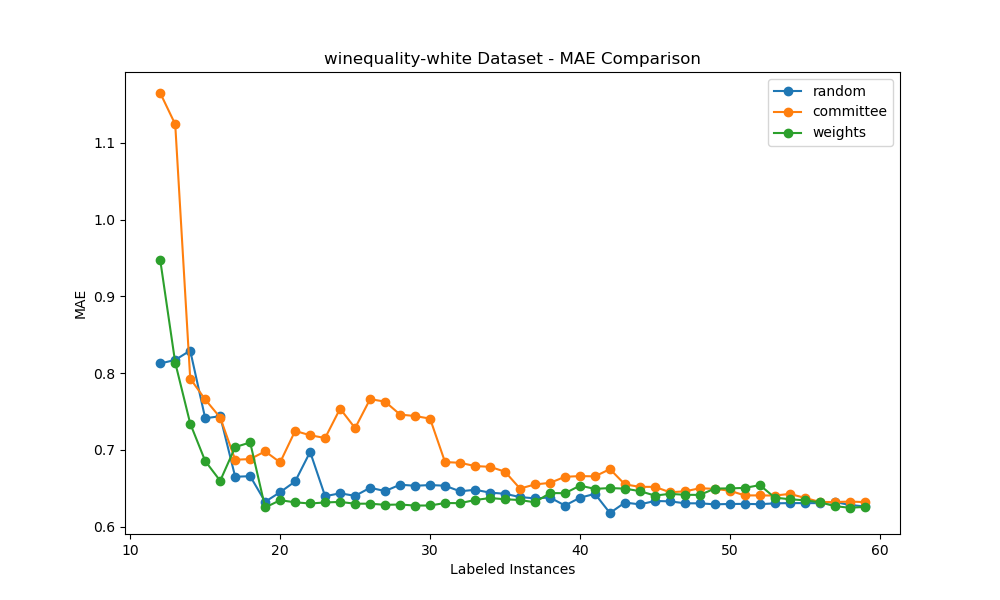 winequality-white Dataset - MAE Comparison
random
committee
weights
MAE
1.1
1.0
0.9
0.8
0.7
0.6
10
20
30
40
50
60
Labeled Instances